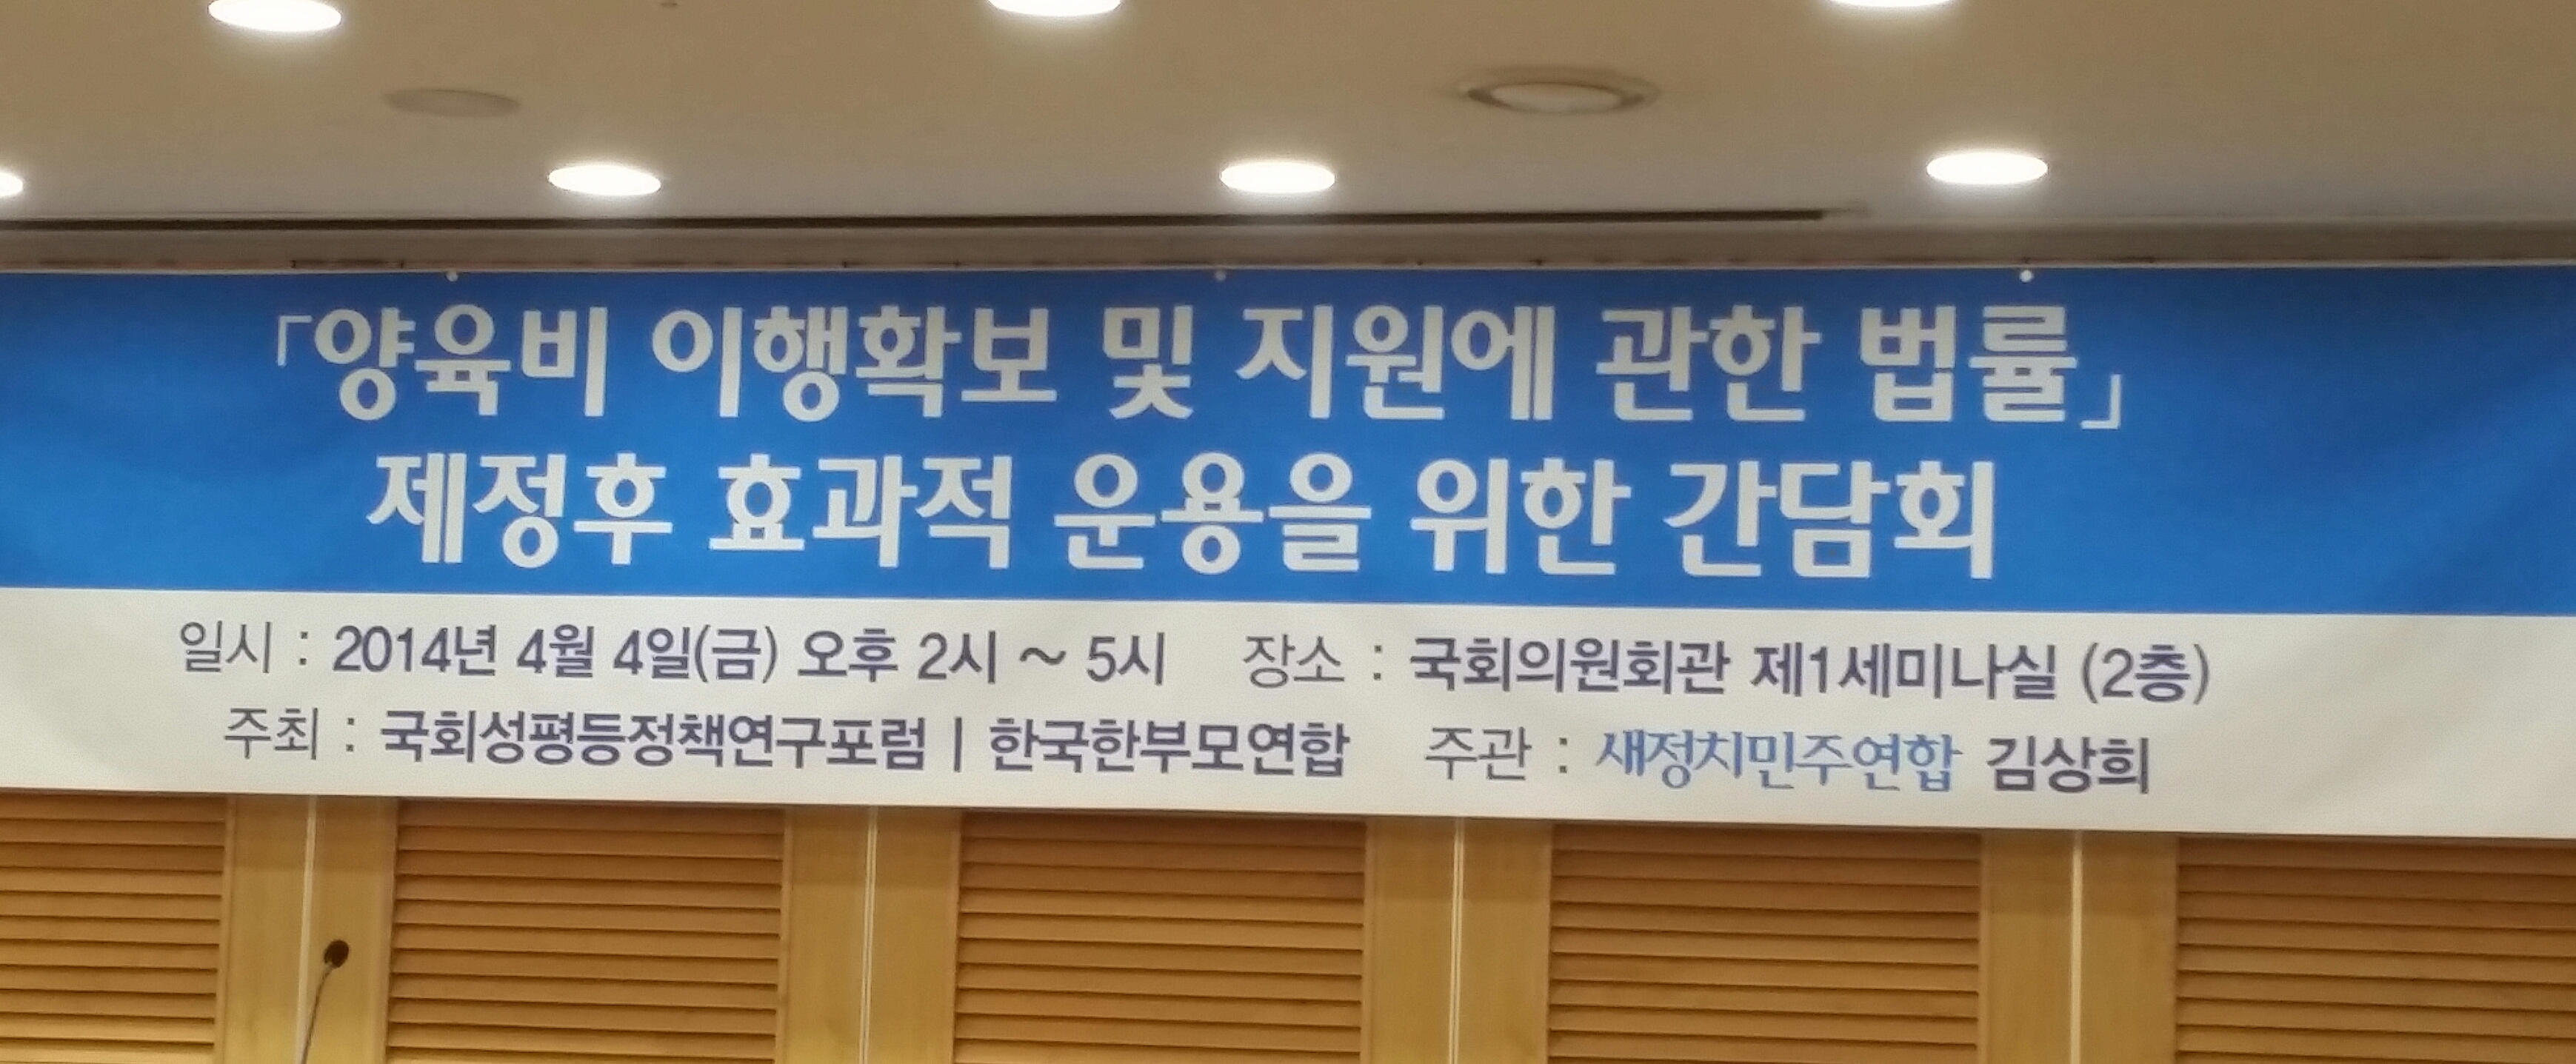 「양육비 이행확보 및 지원에 관한 법률」
제정후 효과적 운용을 위한 간담회
일시 : 2014년 4월 4일(금) 오후 2시 ~ 5시 장소 : 국회의원회관 제1세미나실 (2층)
주최 : 국회성평등정책연구포럼 | 한국한부모연합 주관 : 새정치민주연합 김상희